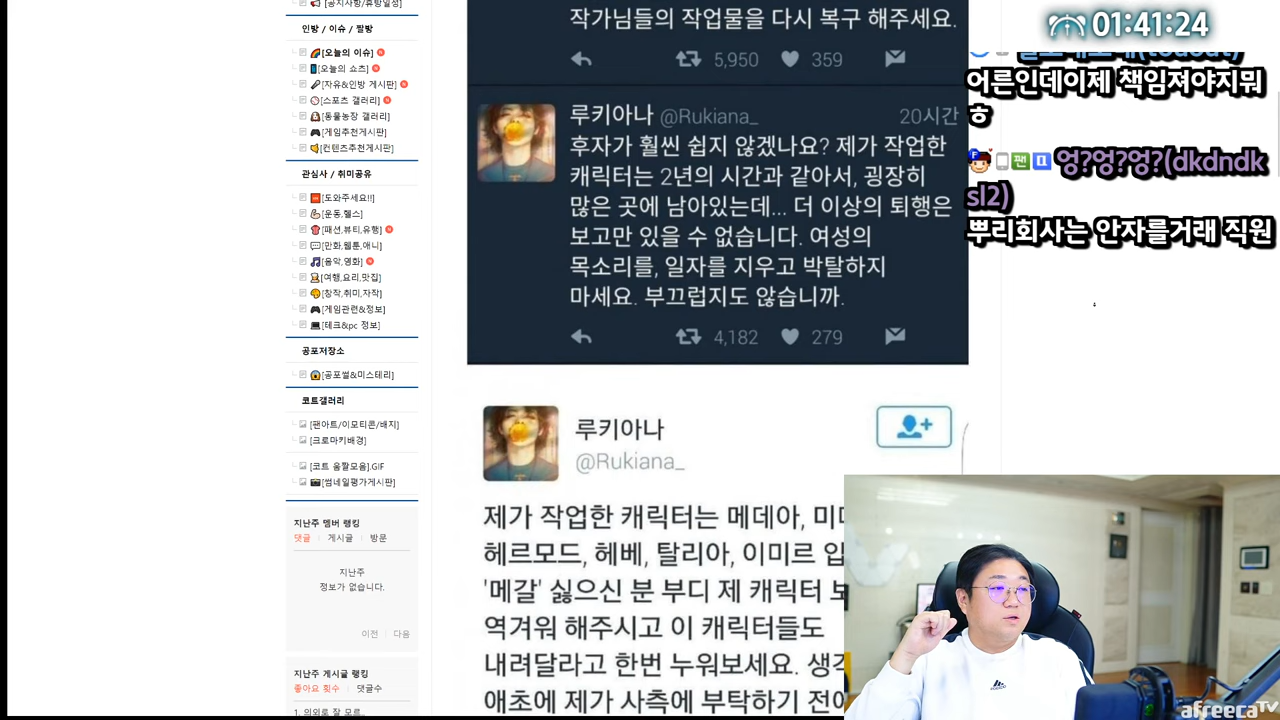 [공지사항/휴방일정]
인방 / 이슈 / 짤방
[오늘의 이슈]
[오늘의 쇼츠]
[자유&인방 게시판]
[스포츠 갤러리]
[동물농장 갤러리]
[게임추천게시판]
[컨텐츠추천게시판]
관심사 / 취미공유
[도와주세요!!]
[운동,헬스]
[패션,뷰티,유행]
[만화,웹툰,애니]
[음악,영화]
[여행,요리,맛집]
[창작,취미,자작]
[게임관련&정보]
[테크&pc 정보]
공포저장소
[공포썰&미스테리]
코트갤러리
[팬아트/이모티콘/배지]
[크로마키배경]
[코트 움짤모음].GIF
[썸네일평가게시판]
지난주 멤버 랭킹
댓글 게시글 방문
지난주
정보가 없습니다.
이전 다음
지난주 게시글 랭킹
좋아요 횟수 댓글수
1. 의외로 잘 모르..
작가님들의 작업물을 다시 복구 해주세요.
5,950 359
루키아나 @Rukiana_ 20시간
후자가 훨씬 쉽지 않겠나요? 제가 작업한
캐릭터는 2년의 시간과 같아서, 굉장히
많은 곳에 남아있는데... 더 이상의 퇴행은
보고만 있을 수 없습니다. 여성의
목소리를, 일자를 지우고 박탈하지
마세요. 부끄럽지도 않습니까.
4,182 279
루키아나
@Rukiana_
제가 작업한 캐릭터는 메데아,
헤르모드, 헤베, 탈리아, 이미르
'메갈' 싫으신 분 부디 제 캐릭터
역겨워 해주시고 이 캐릭터들도
내려달라고 한번 누워보세요.
애초에 제가 사측에 부탁하기
01:41:24
어른인데이제 책임져야지뭐
ㅎ
팬 엉?엉?엉?(dkdndk
sl2)
뿌리회사는 안자를거래 직원
afreecaTV